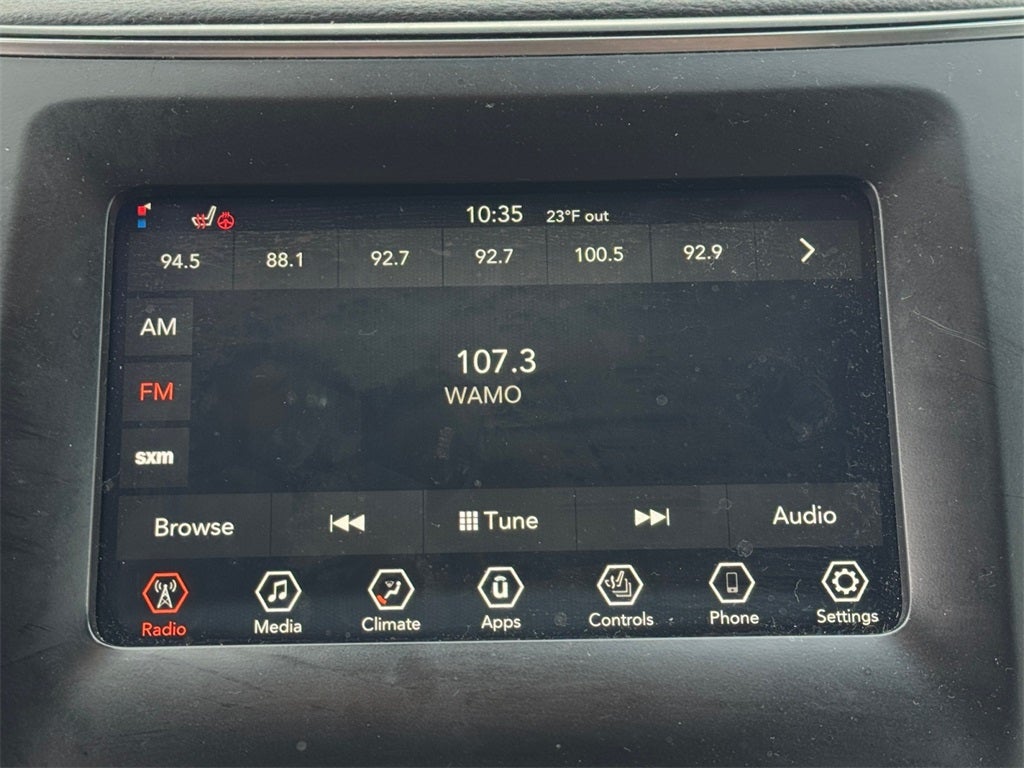 10:35 23°F out
94.5 88.1 92.7 92.7 100.5 92.9
AM
107.3
FM
WAMO
sxm
Browse Tune Audio
Radio Media Climate Apps Controls Phone Settings